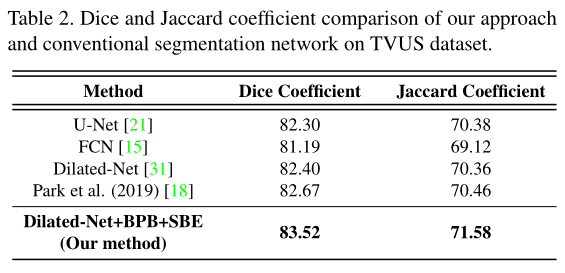 Table 2. Dice and Jaccard coefficient comparison of our approach
and conventional segmentation network on TVUS dataset.
Method Dice Coefficient Jaccard Coefficient
U-Net [21] 82.30 70.38
FCN [15] 81.19 69.12
Dilated-Net [31] 82.40 70.36
Park et al. (2019) [18] 82.67 70.46
Dilated-Net+BPB+SBE
(Our method) 83.52 71.58